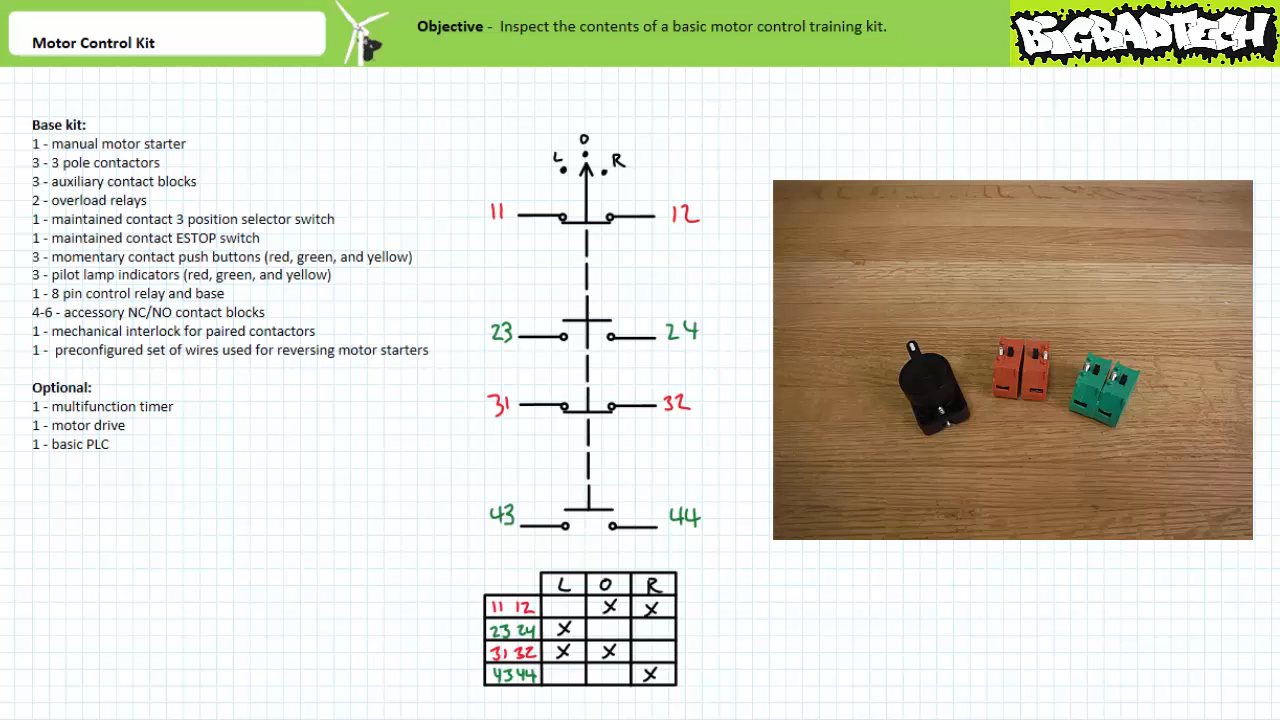 Motor Control Kit
Objective - Inspect the contents of a basic motor control training kit.
BIGBADTECH
Base kit:
1 - manual motor starter
3 - 3 pole contactors
3 - auxiliary contact blocks
2 - overload relays
1 - maintained contact 3 position selector switch
1 - maintained contact ESTOP switch
3 - momentary contact push buttons (red, green, and yellow)
3 - pilot lamp indicators (red, green, and yellow)
1 - 8 pin control relay and base
4-6 - accessory NC/NO contact blocks
1 - mechanical interlock for paired contactors
1 -  preconfigured set of wires used for reversing motor starters
Optional:
1 - multifunction timer
1 - motor drive
1 - basic PLC
O
L R
11 12
23 24
31 32
43 44
L O R
11 12 X X
23 24 X
31 32 X X
43 44 X